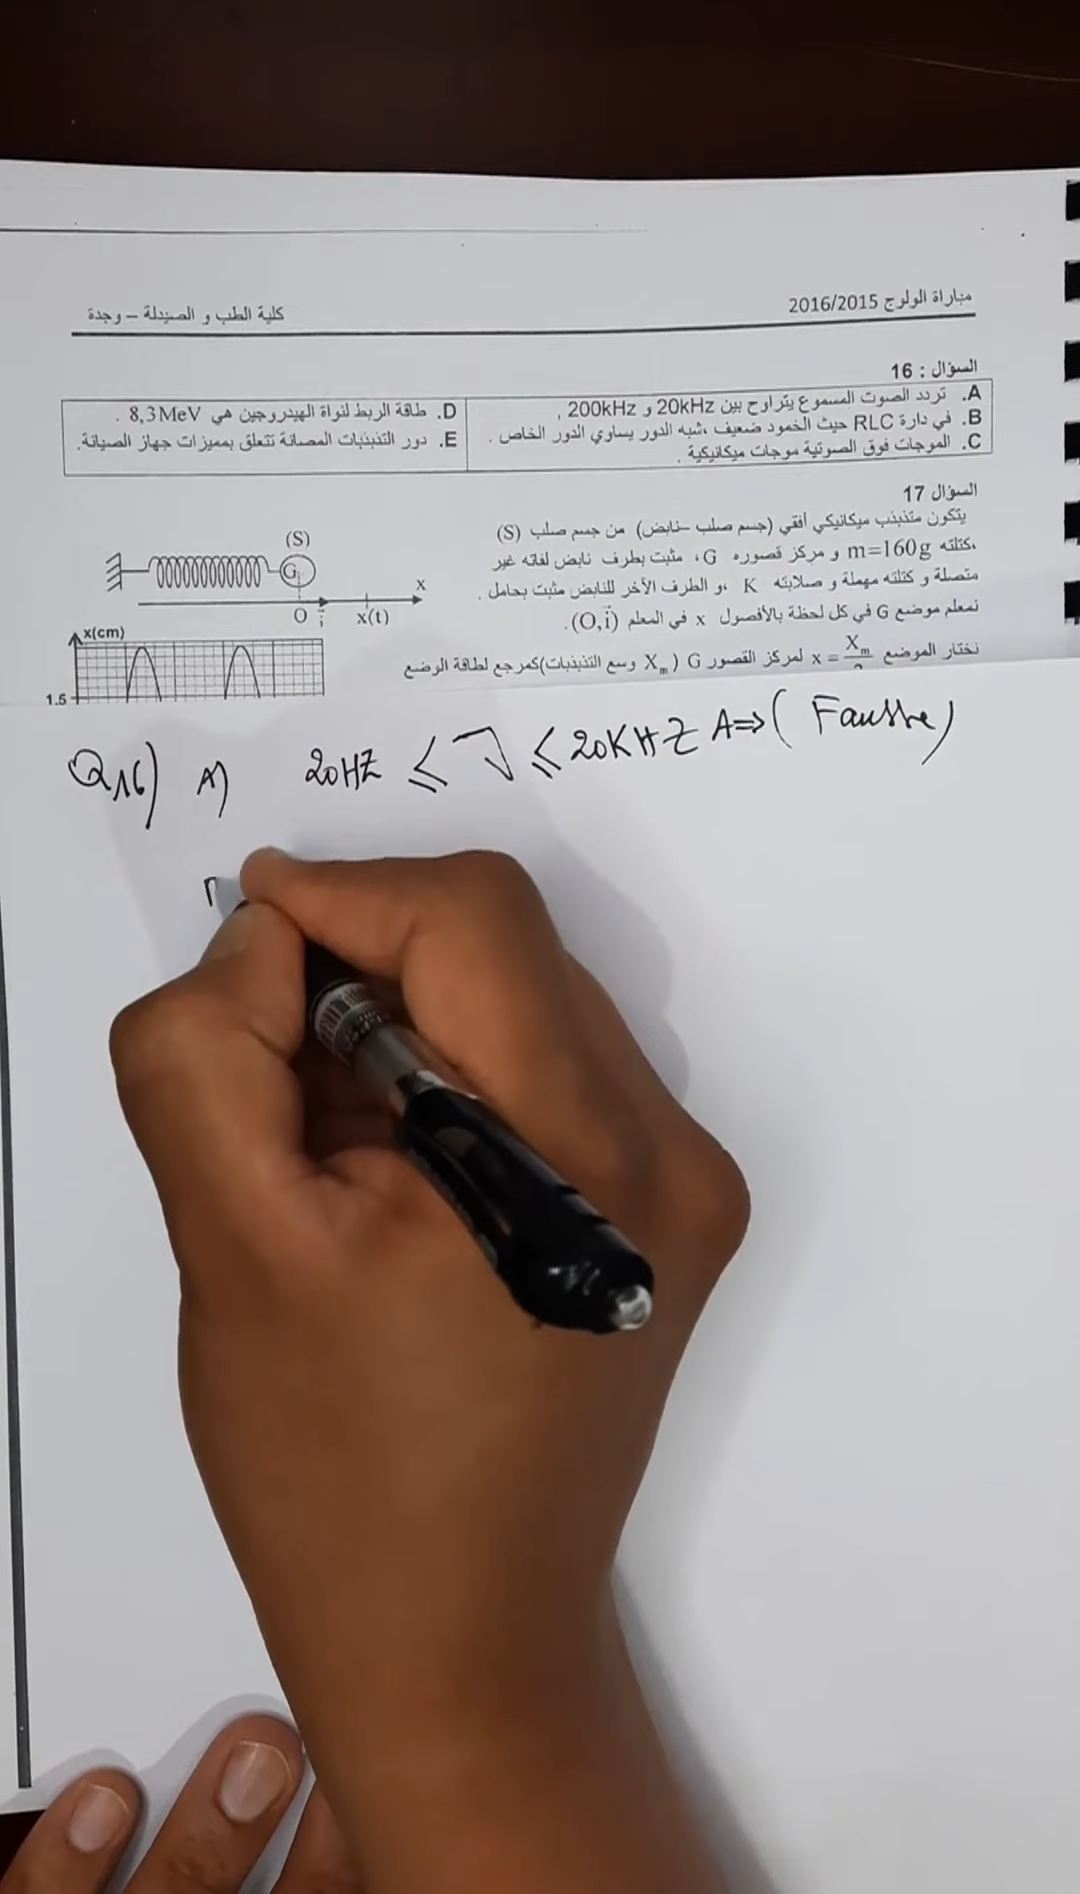 مباراة الولوج 2016/2015
كلية الطب و الصيدلة – وجدة
السؤال : 16
A. تردد الصوت المسموع يتراوح بين 20kHz و 200kHz .
B. في دارة RLC حيث الخمود ضعيف ،شبه الدور يساوي الدور الخاص .
C. الموجات فوق الصوتية موجات ميكانيكية .
D. طاقة الربط لنواة الهيدروجين هي 8,3MeV .
E. دور التذبذبات المصانة تتعلق بمميزات جهاز الصيانة.
السؤال 17
يتكون متذبذب ميكانيكي أفقي (جسم صلب –نابض) من جسم صلب (S)
،كتلته m=160g و مركز قصوره G ، مثبت بطرف نابض لفاته غير
متصلة و كتلته مهملة و صلابته K ،و الطرف الآخر للنابض مثبت بحامل .
نمعلم موضع G في كل لحظة بالأفصول x في المعلم (O,i⃗).
نختار الموضع x = Xm لمركز القصور G ( Xm وسع التذبذبات)كمرجع لطاقة الوضع
(S)
G
x
O i⃗ x(t)
x(cm)
1.5
Q16) A) 20HZ ≤ ≤ 20KHZ A⇒( Fausse)